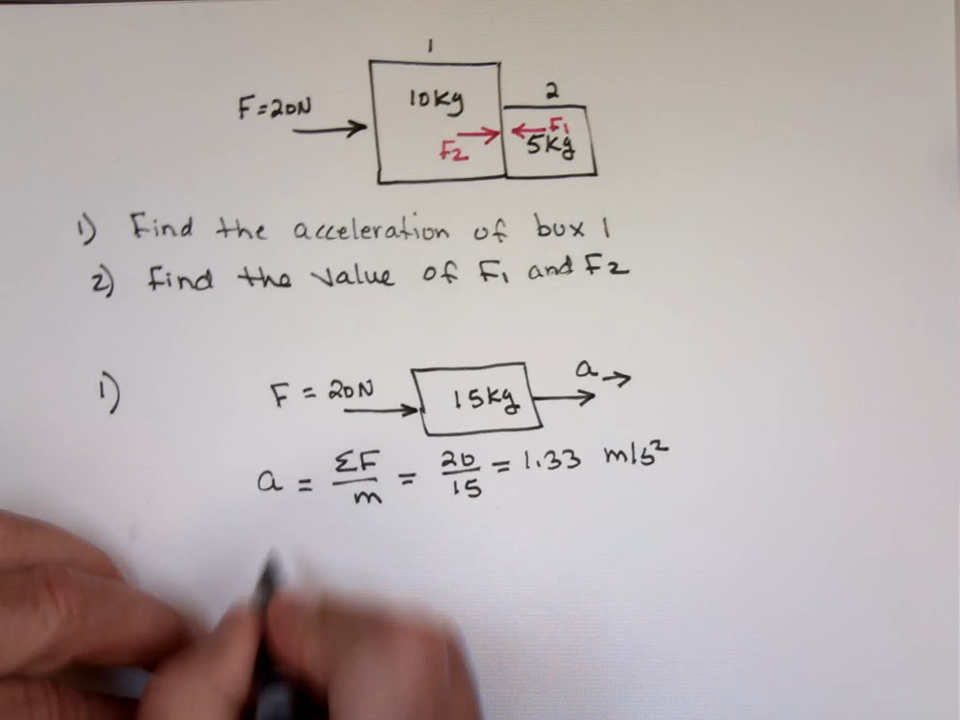 1
2
F=20N
10Kg
F1
F2
5Kg
1) Find the acceleration of box 1
2) Find the value of F1 and F2
a
1) F = 20N 15Kg
a = ΣF/m = 20/15 = 1.33 m/s²